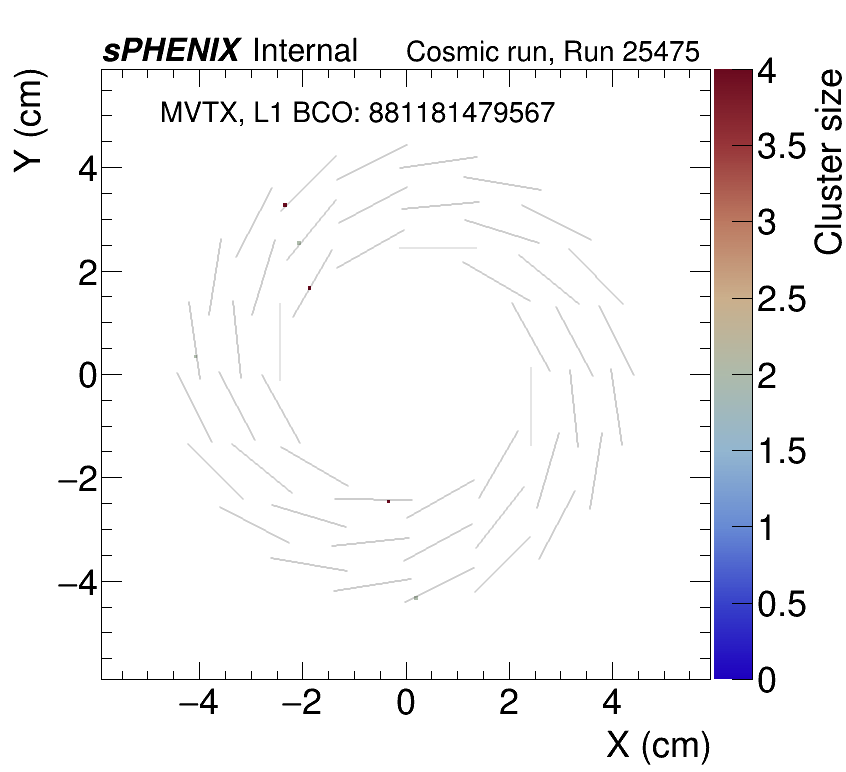 sPHENIX Internal Cosmic run, Run 25475
MVTX, L1 BCO: 881181479567
Y (cm)
4
2
0
−2
−4
−4 −2 0 2 4
X (cm)
4
3.5
3
2.5
2
1.5
1
0.5
0
Cluster size